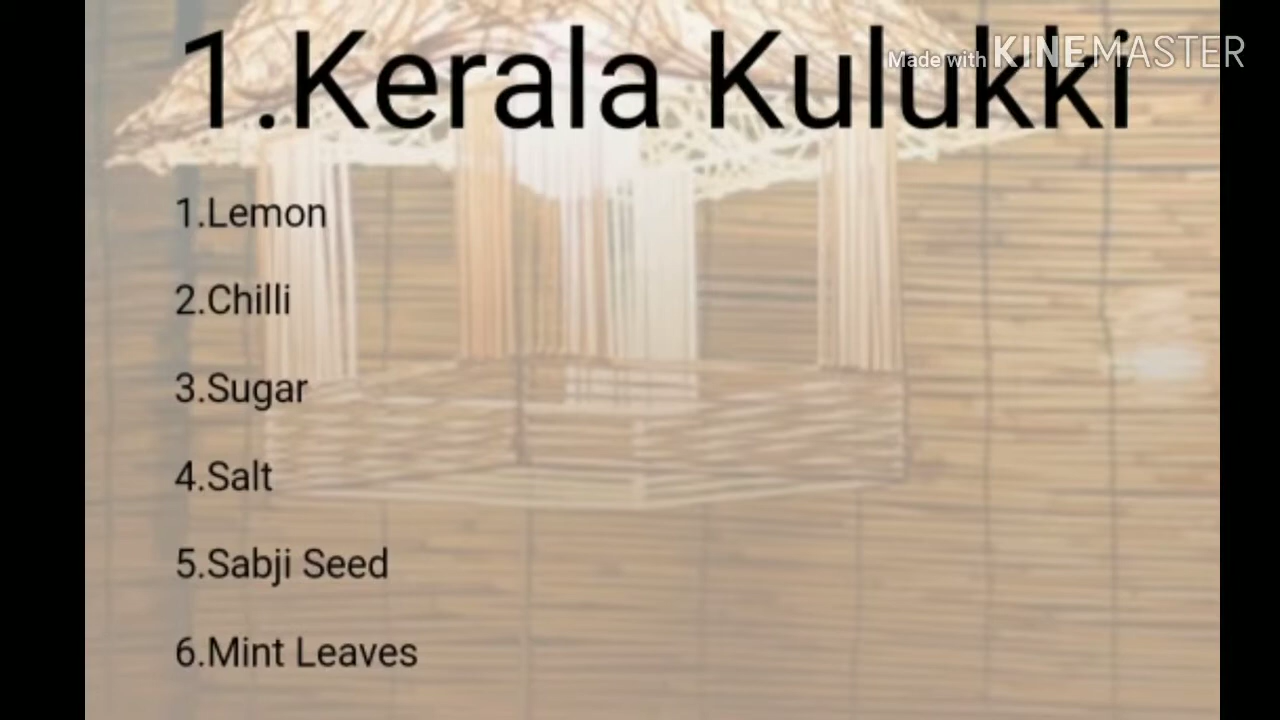 1.Kerala Kulukki
Made with KINEMASTER
1.Lemon
2.Chilli
3.Sugar
4.Salt
5.Sabji Seed
6.Mint Leaves